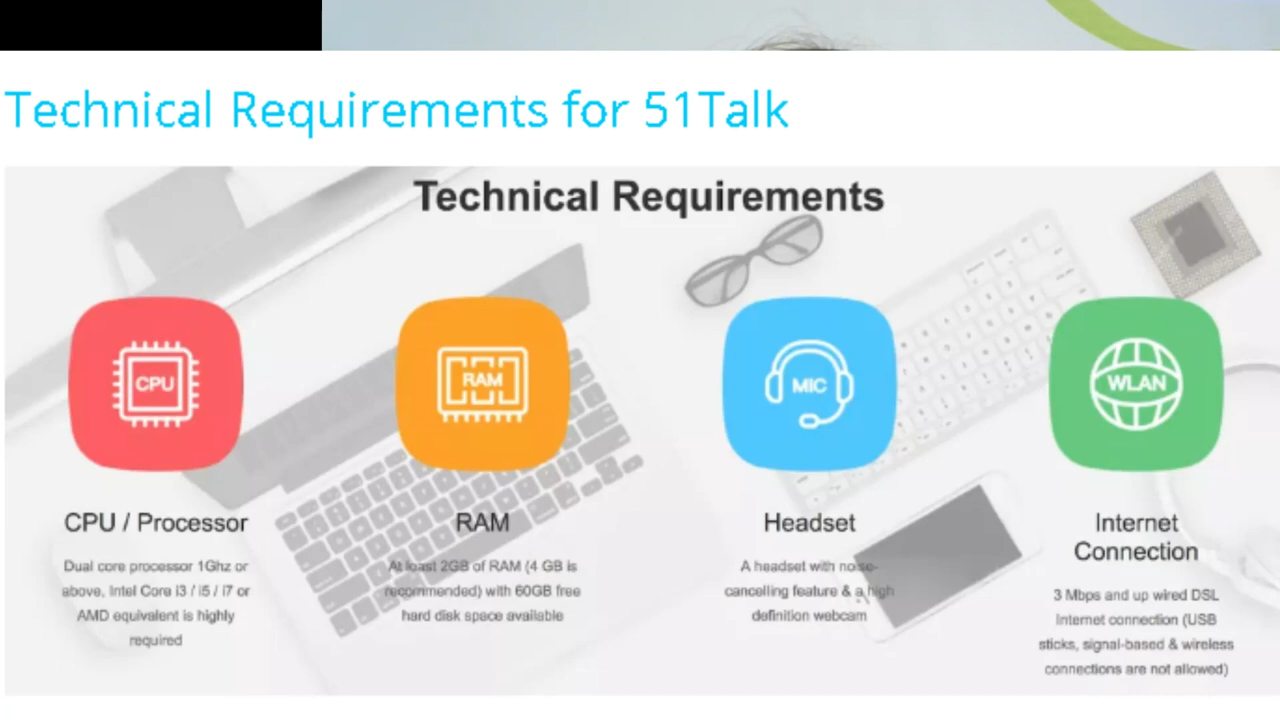 Technical Requirements for 51Talk
Technical Requirements
CPU
RAM
MIC
WLAN
CPU / Processor
Dual core processor 1Ghz or
above, Intel Core i3 / i5 / i7 or
AMD equivalent is highly
required
RAM
At least 2GB of RAM (4 GB is
recommended) with 60GB free
hard disk space available
Headset
A headset with noise-
cancelling feature & a high
definition webcam
Internet
Connection
3 Mbps and up wired DSL
Internet connection (USB
sticks, signal-based & wireless
connections are not allowed)